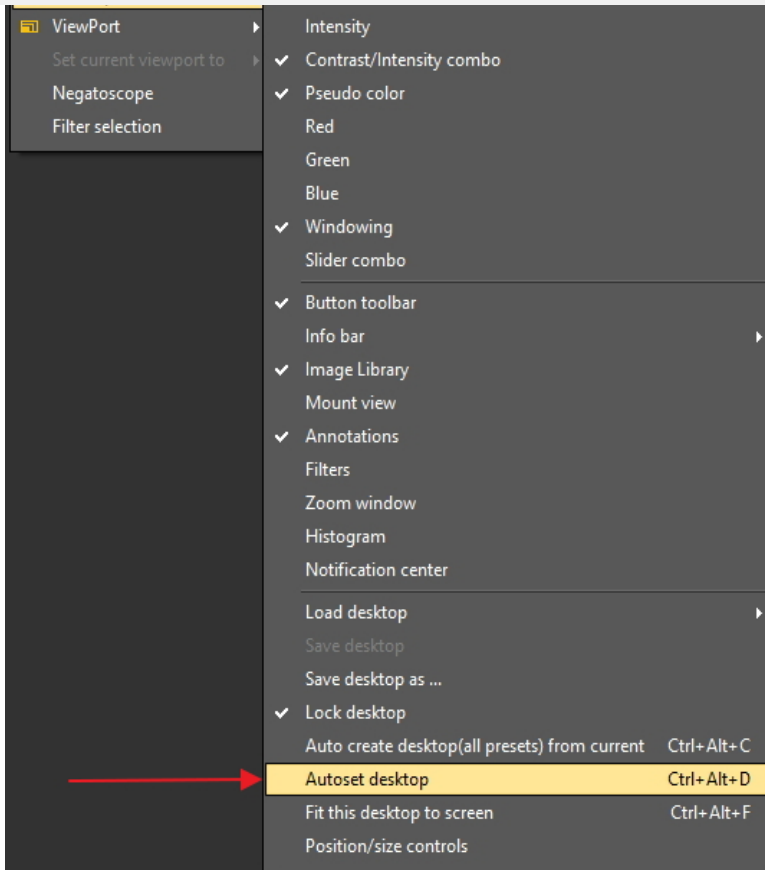 ViewPort
Set current viewport to
Negatoscope
Filter selection
Intensity
Contrast/Intensity combo
Pseudo color
Red
Green
Blue
Windowing
Slider combo
Button toolbar
Info bar
Image Library
Mount view
Annotations
Filters
Zoom window
Histogram
Notification center
Load desktop
Save desktop
Save desktop as ...
Lock desktop
Auto create desktop(all presets) from current Ctrl+Alt+C
Autoset desktop Ctrl+Alt+D
Fit this desktop to screen Ctrl+Alt+F
Position/size controls